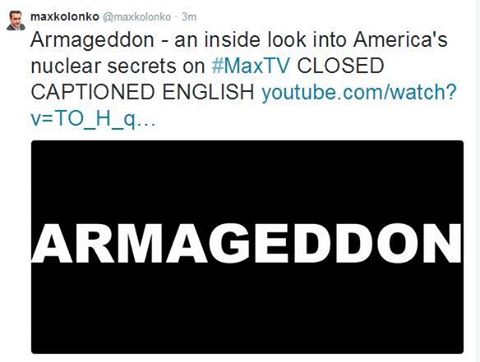 maxkolonko @maxkolonko · 3m
Armageddon - an inside look into America's
nuclear secrets on #MaxTV CLOSED
CAPTIONED ENGLISH youtube.com/watch?
v=TO_H_q...
ARMAGEDDON